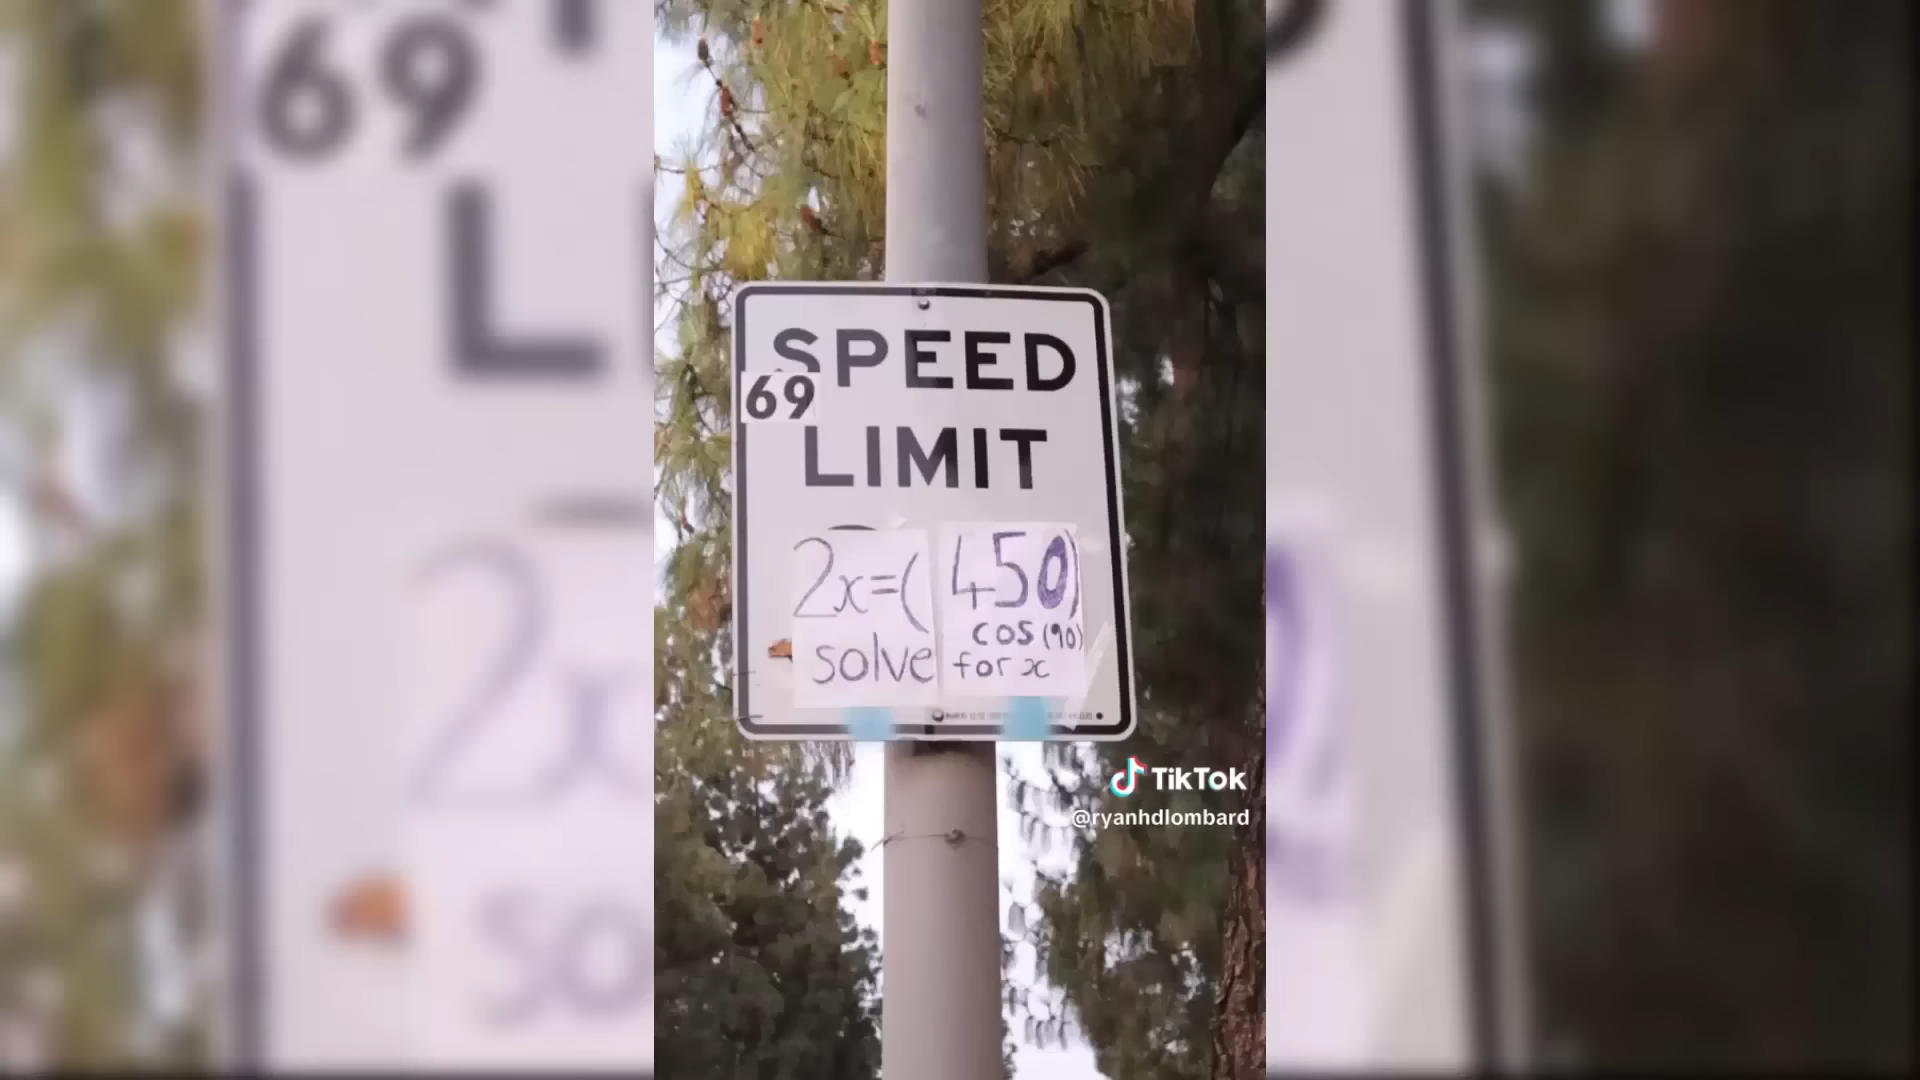 SPEED
69
LIMIT
2x=( 450)
cos (90)
solve for x
TikTok
@ryanhdlombard